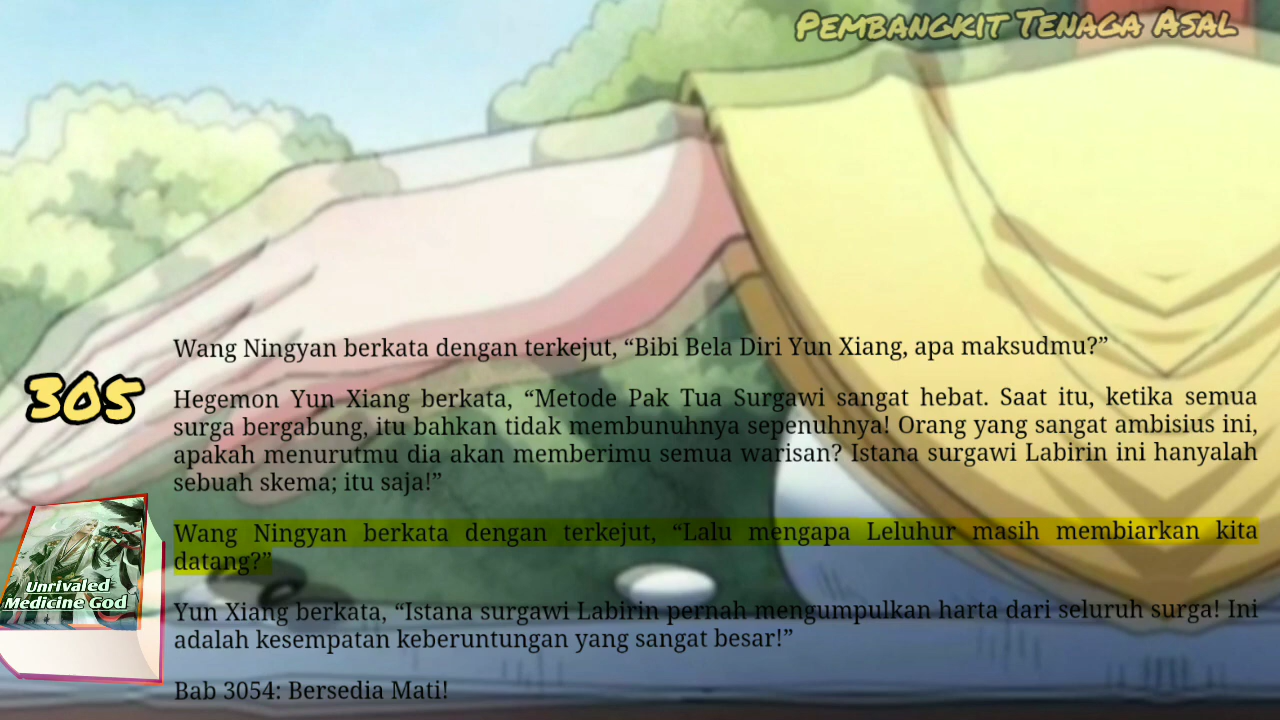 Pembangkit Tenaga Asal
Wang Ningyan berkata dengan terkejut, “Bibi Bela Diri Yun Xiang, apa maksudmu?”
305
Hegemon Yun Xiang berkata, “Metode Pak Tua Surgawi sangat hebat. Saat itu, ketika semua
surga bergabung, itu bahkan tidak membunuhnya sepenuhnya! Orang yang sangat ambisius ini,
apakah menurutmu dia akan memberimu semua warisan? Istana surgawi Labirin ini hanyalah
sebuah skema; itu saja!”
Wang Ningyan berkata dengan terkejut, “Lalu mengapa Leluhur masih membiarkan kita
datang?”
Unrivaled
Medicine God
Yun Xiang berkata, “Istana surgawi Labirin pernah mengumpulkan harta dari seluruh surga! Ini
adalah kesempatan keberuntungan yang sangat besar!”
Bab 3054: Bersedia Mati!